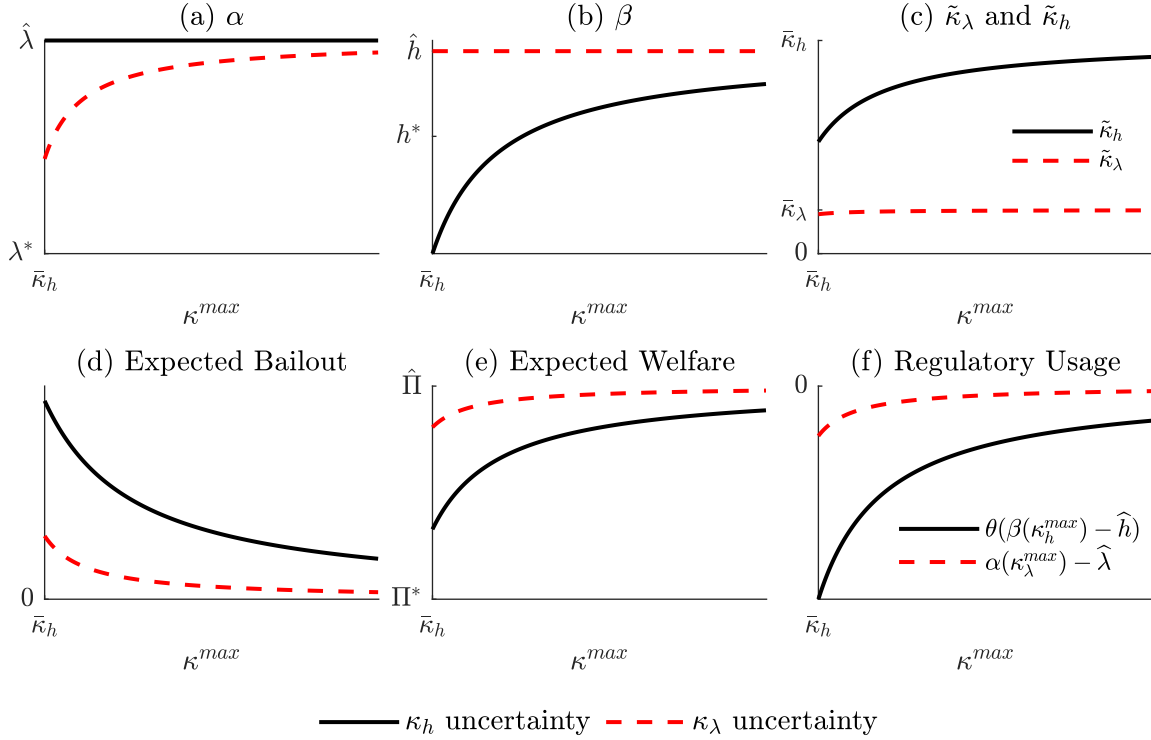 (a) α
(b) β
(c) κ̃_λ and κ̃_h
λ̂
λ*
κ̄_h
κ^{max}
ĥ
h*
κ̄_h
κ^{max}
κ̄_h
κ̃_h
κ̃_λ
κ̄_λ
0
κ̄_h
κ^{max}
(d) Expected Bailout
(e) Expected Welfare
(f) Regulatory Usage
0
κ̄_h
κ^{max}
Π̂
Π*
κ̄_h
κ^{max}
0
θ(β(κ_h^{max}) − ĥ)
α(κ_λ^{max}) − λ̂
κ̄_h
κ^{max}
κ_h uncertainty κ_λ uncertainty